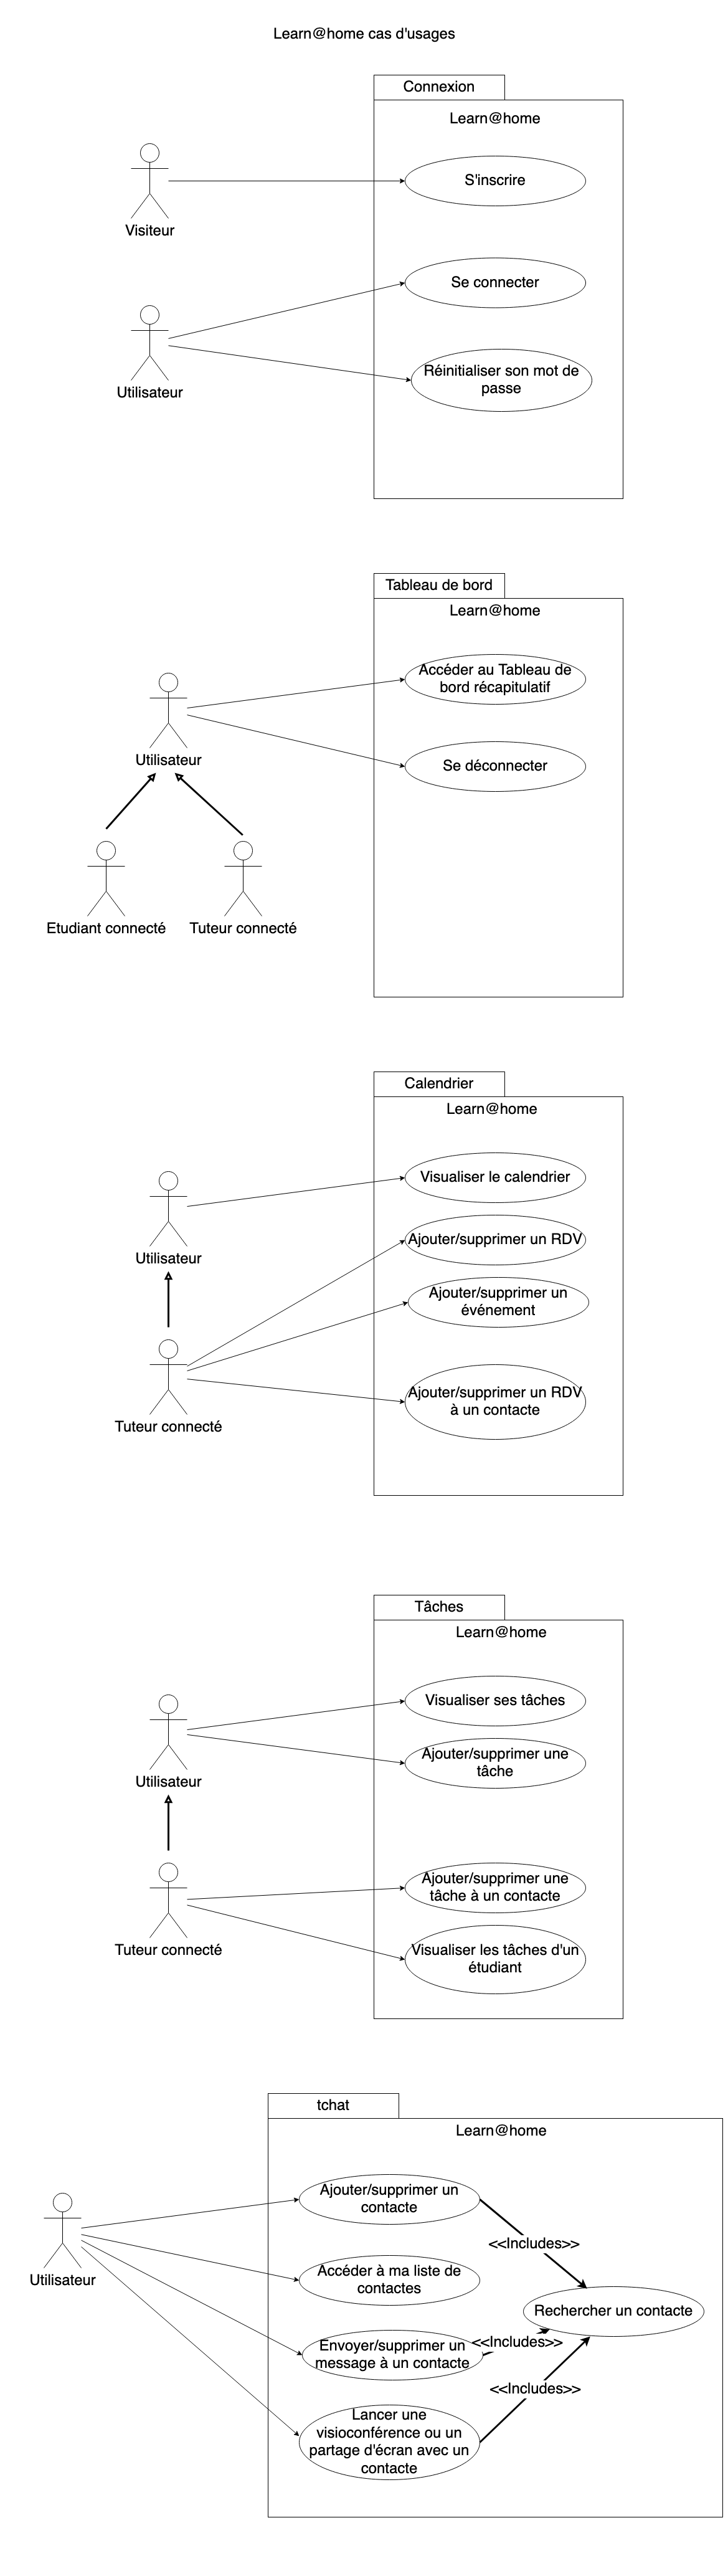 Learn@home cas d'usages
Connexion
Learn@home
S'inscrire
Visiteur
Se connecter
Réinitialiser son mot de
passe
Utilisateur
Tableau de bord
Learn@home
Accéder au Tableau de
bord récapitulatif
Utilisateur
Se déconnecter
Etudiant connecté
Tuteur connecté
Calendrier
Learn@home
Visualiser le calendrier
Ajouter/supprimer un RDV
Utilisateur
Ajouter/supprimer un
événement
Ajouter/supprimer un RDV
à un contacte
Tuteur connecté
Tâches
Learn@home
Visualiser ses tâches
Ajouter/supprimer une
tâche
Utilisateur
Ajouter/supprimer une
tâche à un contacte
Tuteur connecté
Visualiser les tâches d'un
étudiant
tchat
Learn@home
Ajouter/supprimer un
contacte
<<Includes>>
Accéder à ma liste de
contactes
Utilisateur
Rechercher un contacte
<<Includes>>
Envoyer/supprimer un
message à un contacte
<<Includes>>
Lancer une
visioconférence ou un
partage d'écran avec un
contacte